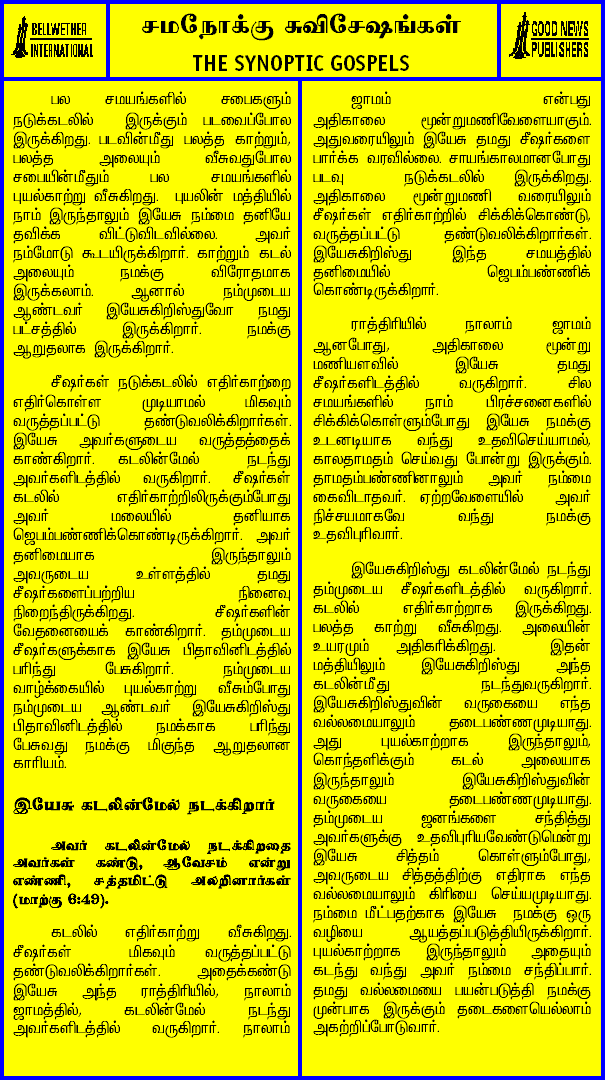 BELLWETHER
INTERNATIONAL
சமநோக்கு சுவிசேஷங்கள்
THE SYNOPTIC GOSPELS
GOOD NEWS
PUBLISHERS
பல சமயங்களில் சபைகளும்
நடுக்கடலில் இருக்கும் படவைப்போல
இருக்கிறது. படவின்மீது பலத்த காற்றும்,
பலத்த அலையும் வீசுவதுபோல
சபையின்மீதும் பல சமயங்களில்
புயல்காற்று வீசுகிறது. புயலின் மத்தியில்
நாம் இருந்தாலும் இயேசு நம்மை தனியே
தவிக்க விட்டுவிடவில்லை. அவர்
நம்மோடு கூடயிருக்கிறார். காற்றும் கடல்
அலையும் நமக்கு விரோதமாக
இருக்கலாம். ஆனால் நம்முடைய
ஆண்டவர் இயேசுகிறிஸ்துவோ நமது
பட்சத்தில் இருக்கிறார். நமக்கு
ஆறுதலாக இருக்கிறார்.
சீஷர்கள் நடுக்கடலில் எதிர்காற்றை
எதிர்கொள்ள முடியாமல் மிகவும்
வருத்தப்பட்டு தண்டுவலிக்கிறார்கள்.
இயேசு அவர்களுடைய வருத்தத்தைக்
காண்கிறார். கடலின்மேல் நடந்து
அவர்களிடத்தில் வருகிறார். சீஷர்கள்
கடலில் எதிர்காற்றிலிருக்கும்போது
அவர் மலையில் தனியாக
ஜெபம்பண்ணிக்கொண்டிருக்கிறார். அவர்
தனிமையாக இருந்தாலும்
அவருடைய உள்ளத்தில் தமது
சீஷர்களைப்பற்றிய நினைவு
நிறைந்திருக்கிறது. சீஷர்களின்
வேதனையைக் காண்கிறார். தம்முடைய
சீஷர்களுக்காக இயேசு பிதாவினிடத்தில்
பரிந்து பேசுகிறார். நம்முடைய
வாழ்க்கையில் புயல்காற்று வீசும்போது
நம்முடைய ஆண்டவர் இயேசுகிறிஸ்து
பிதாவினிடத்தில் நமக்காக பரிந்து
பேசுவது நமக்கு மிகுந்த ஆறுதலான
காரியம்.
இயேசு கடலின்மேல் நடக்கிறார்
அவர் கடலின்மேல் நடக்கிறதை
அவர்கள் கண்டு, ஆவேசம் என்று
எண்ணி, சத்தமிட்டு அலறினார்கள்
(மாற்கு 6:49).
கடலில் எதிர்காற்று வீசுகிறது.
சீஷர்கள் மிகவும் வருத்தப்பட்டு
தண்டுவலிக்கிறார்கள். அதைக்கண்டு
இயேசு அந்த ராத்திரியில், நாலாம்
ஜாமத்தில், கடலின்மேல் நடந்து
அவர்களிடத்தில் வருகிறார். நாலாம்
ஜாமம் என்பது
அதிகாலை மூன்றுமணிவேளையாகும்.
அதுவரையிலும் இயேசு தமது சீஷர்களை
பார்க்க வரவில்லை. சாயங்காலமானபோது
படவு நடுக்கடலில் இருக்கிறது.
அதிகாலை மூன்றுமணி வரையிலும்
சீஷர்கள் எதிர்காற்றில் சிக்கிக்கொண்டு,
வருத்தப்பட்டு தண்டுவலிக்கிறார்கள்.
இயேசுகிறிஸ்து இந்த சமயத்தில்
தனிமையில் ஜெபம்பண்ணிக்
கொண்டிருக்கிறார்.
ராத்திரியில் நாலாம் ஜாமம்
ஆனபோது, அதிகாலை மூன்று
மணியளவில் இயேசு தமது
சீஷர்களிடத்தில் வருகிறார். சில
சமயங்களில் நாம் பிரச்சனைகளில்
சிக்கிக்கொள்ளும்போது இயேசு நமக்கு
உடனடியாக வந்து உதவிசெய்யாமல்,
காலதாமதம் செய்வது போன்று இருக்கும்.
தாமதம்பண்ணினாலும் அவர் நம்மை
கைவிடாதவர். ஏற்றவேளையில் அவர்
நிச்சயமாகவே வந்து நமக்கு
உதவிபுரிவார்.
இயேசுகிறிஸ்து கடலின்மேல் நடந்து
தம்முடைய சீஷர்களிடத்தில் வருகிறார்.
கடலில் எதிர்காற்றாக இருக்கிறது.
பலத்த காற்று வீசுகிறது. அலையின்
உயரமும் அதிகரிக்கிறது. இதன்
மத்தியிலும் இயேசுகிறிஸ்து அந்த
கடலின்மீது நடந்துவருகிறார்.
இயேசுகிறிஸ்துவின் வருகையை எந்த
வல்லமையாலும் தடைபண்ணமுடியாது.
அது புயல்காற்றாக இருந்தாலும்,
கொந்தளிக்கும் கடல் அலையாக
இருந்தாலும் இயேசுகிறிஸ்துவின்
வருகையை தடைபண்ணமுடியாது.
தம்முடைய ஜனங்களை சந்தித்து
அவர்களுக்கு உதவிபுரியவேண்டுமென்று
இயேசு சித்தம் கொள்ளும்போது,
அவருடைய சித்தத்திற்கு எதிராக எந்த
வல்லமையாலும் கிரியை செய்யமுடியாது.
நம்மை மீட்பதற்காக இயேசு நமக்கு ஒரு
வழியை ஆயத்தப்படுத்தியிருக்கிறார்.
புயல்காற்றாக இருந்தாலும் அதையும்
கடந்து வந்து அவர் நம்மை சந்திப்பார்.
தமது வல்லமையை பயன்படுத்தி நமக்கு
முன்பாக இருக்கும் தடைகளையெல்லாம்
அகற்றிப்போடுவார்.